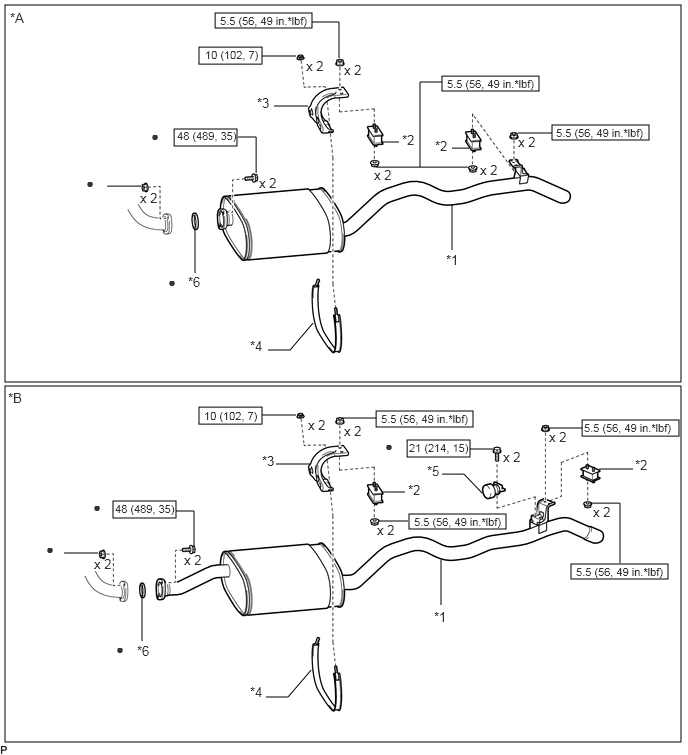 *A
5.5 (56, 49 in.*lbf)
10 (102, 7)
x 2
x 2
5.5 (56, 49 in.*lbf)
*3
48 (489, 35)
*2
*2
x 2
5.5 (56, 49 in.*lbf)
x 2
x 2
x 2
x 2
*6
*1
*4
*B
10 (102, 7)
x 2
5.5 (56, 49 in.*lbf)
x 2
5.5 (56, 49 in.*lbf)
x 2
21 (214, 15)
x 2
*3
*5
*2
*2
48 (489, 35)
5.5 (56, 49 in.*lbf)
x 2
x 2
x 2
x 2
5.5 (56, 49 in.*lbf)
*1
*6
*4
P